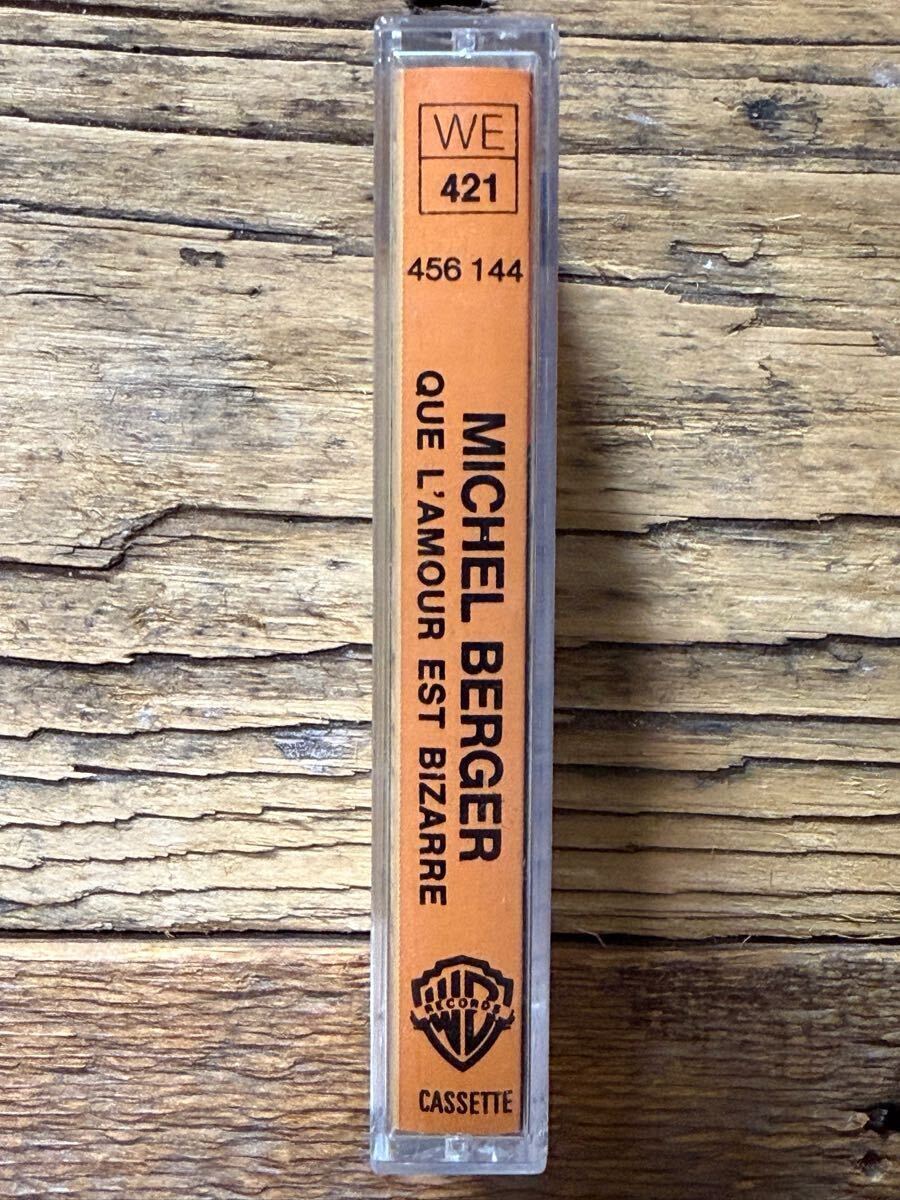 WE
421
456 144
MICHEL BERGER
QUE L'AMOUR EST BIZARRE
WB
RECORDS
CASSETTE